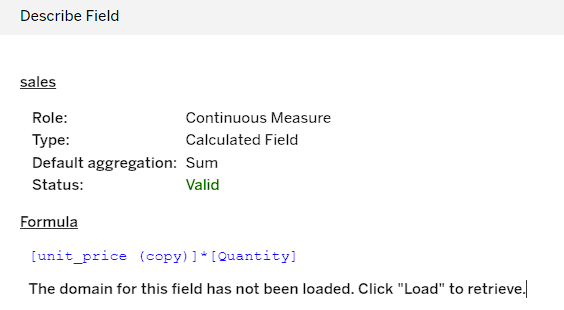 Describe Field
sales
Role: Continuous Measure
Type: Calculated Field
Default aggregation: Sum
Status: Valid
Formula
[unit_price (copy)]*[Quantity]
The domain for this field has not been loaded. Click "Load" to retrieve.